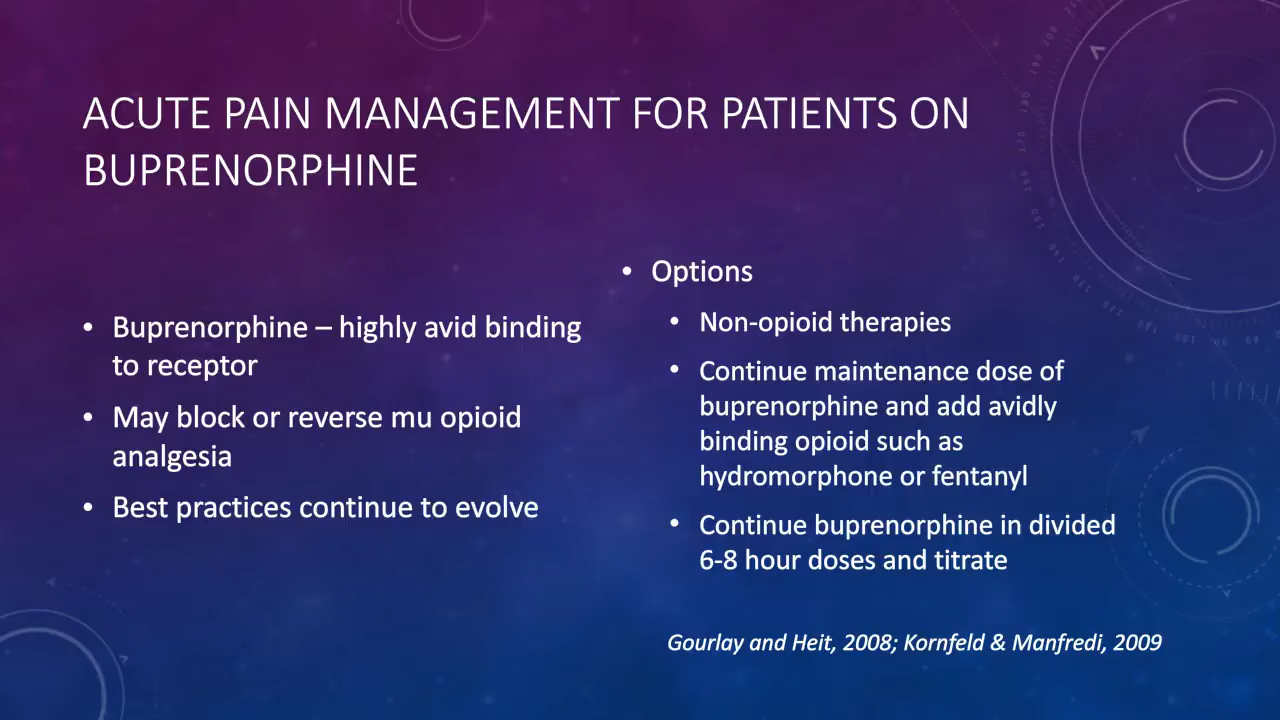 ACUTE PAIN MANAGEMENT FOR PATIENTS ON
BUPRENORPHINE
• Buprenorphine – highly avid binding
to receptor
• May block or reverse mu opioid
analgesia
• Best practices continue to evolve
• Options
• Non-opioid therapies
• Continue maintenance dose of
buprenorphine and add avidly
binding opioid such as
hydromorphone or fentanyl
• Continue buprenorphine in divided
6-8 hour doses and titrate
Gourlay and Heit, 2008; Kornfeld & Manfredi, 2009